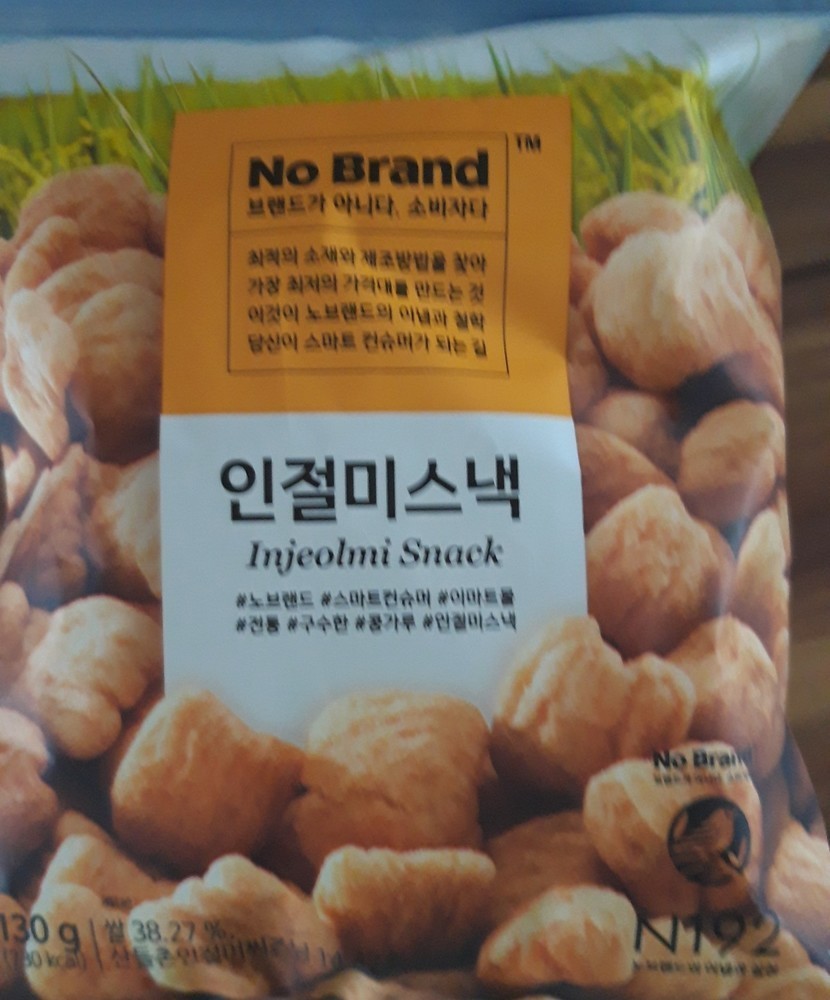 No Brand TM
브랜드가 아니다. 소비자다
최적의 소재와 제조방법을 찾아
가장 최저의 가격대를 만드는 것
이것이 노브랜드의 이념과 철학
당신이 스마트 컨슈머가 되는 길
인절미스낵
Injeolmi Snack
#노브랜드 #스마트컨슈머 #이마트몰
#전통 #구수한 #콩가루 #인절미스낵
No Brand
N192
130 g | 쌀 38.27 %
kcal)